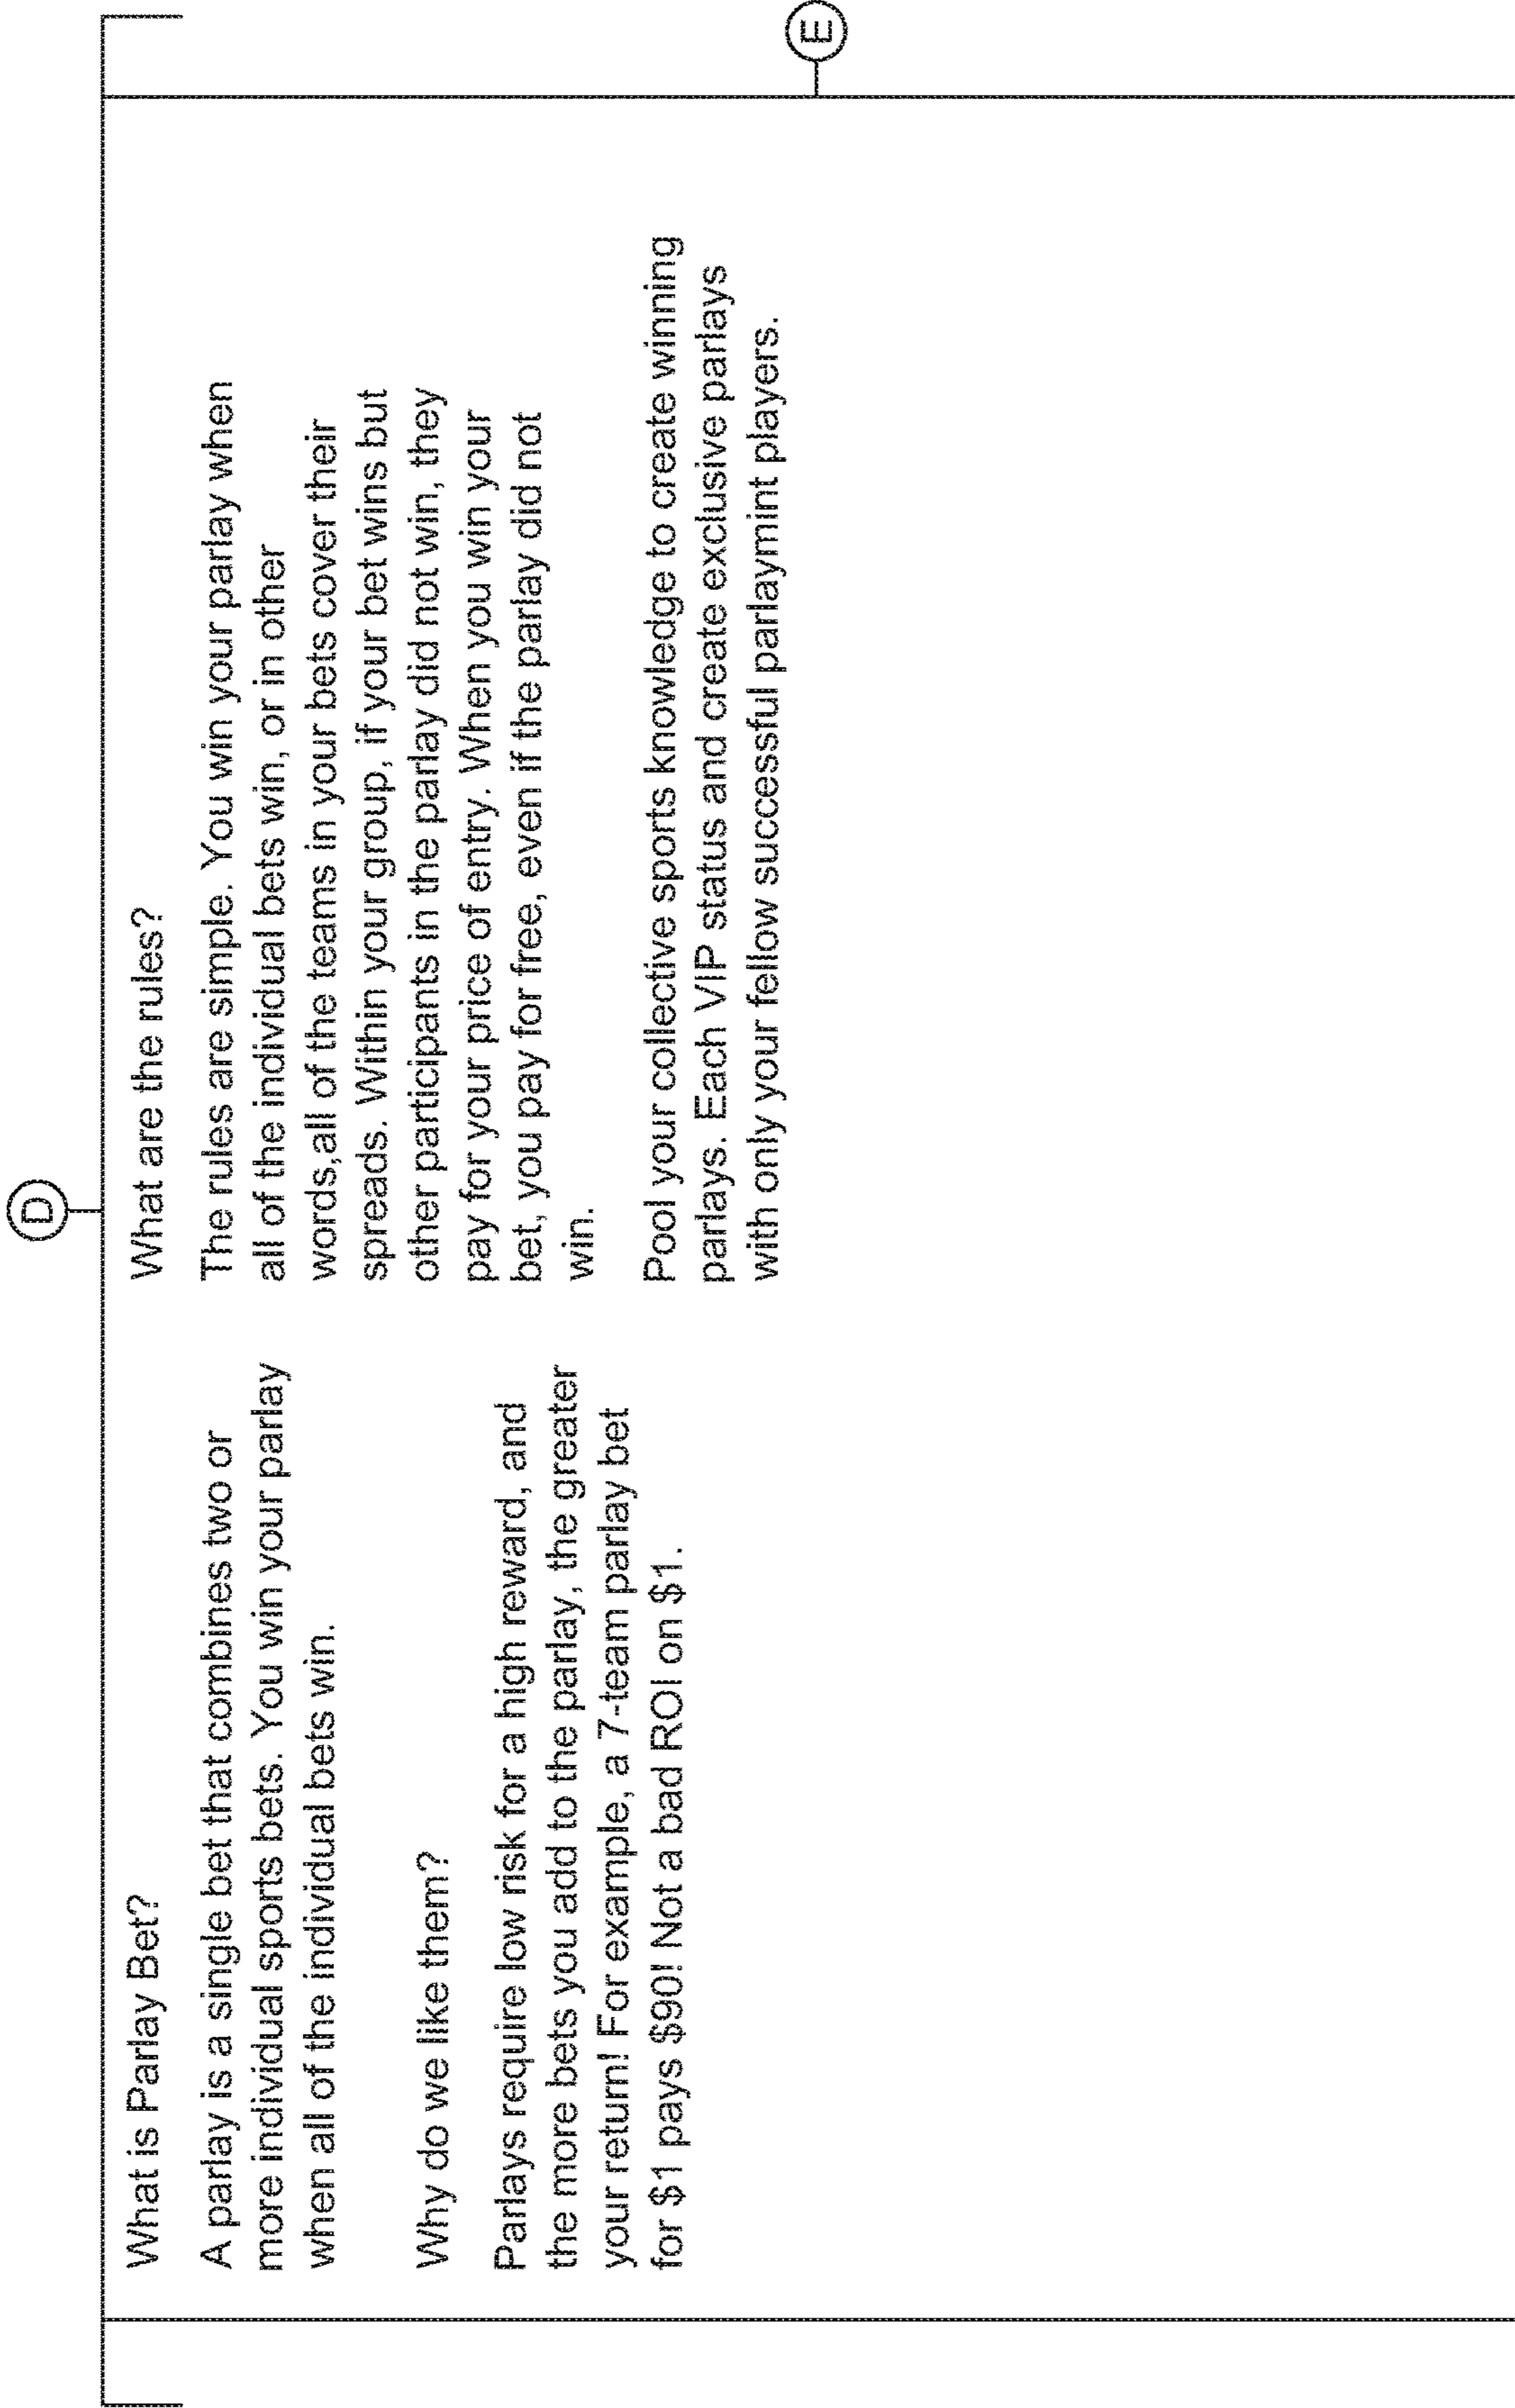 D
What is Parlay Bet?
A parlay is a single bet that combines two or
more individual sports bets. You win your parlay
when all of the individual bets win.
Why do we like them?
Parlays require low risk for a high reward, and
the more bets you add to the parlay, the greater
your return! For example, a 7-team parlay bet
for $1 pays $90! Not a bad ROI on $1.
What are the rules?
The rules are simple. You win your parlay when
all of the individual bets win, or in other
words,all of the teams in your bets cover their
spreads. Within your group, if your bet wins but
other participants in the parlay did not win, they
pay for your price of entry. When you win your
bet, you pay for free, even if the parlay did not
win.
Pool your collective sports knowledge to create winning
parlays. Each VIP status and create exclusive parlays
with only your fellow successful parlaymint players.
E